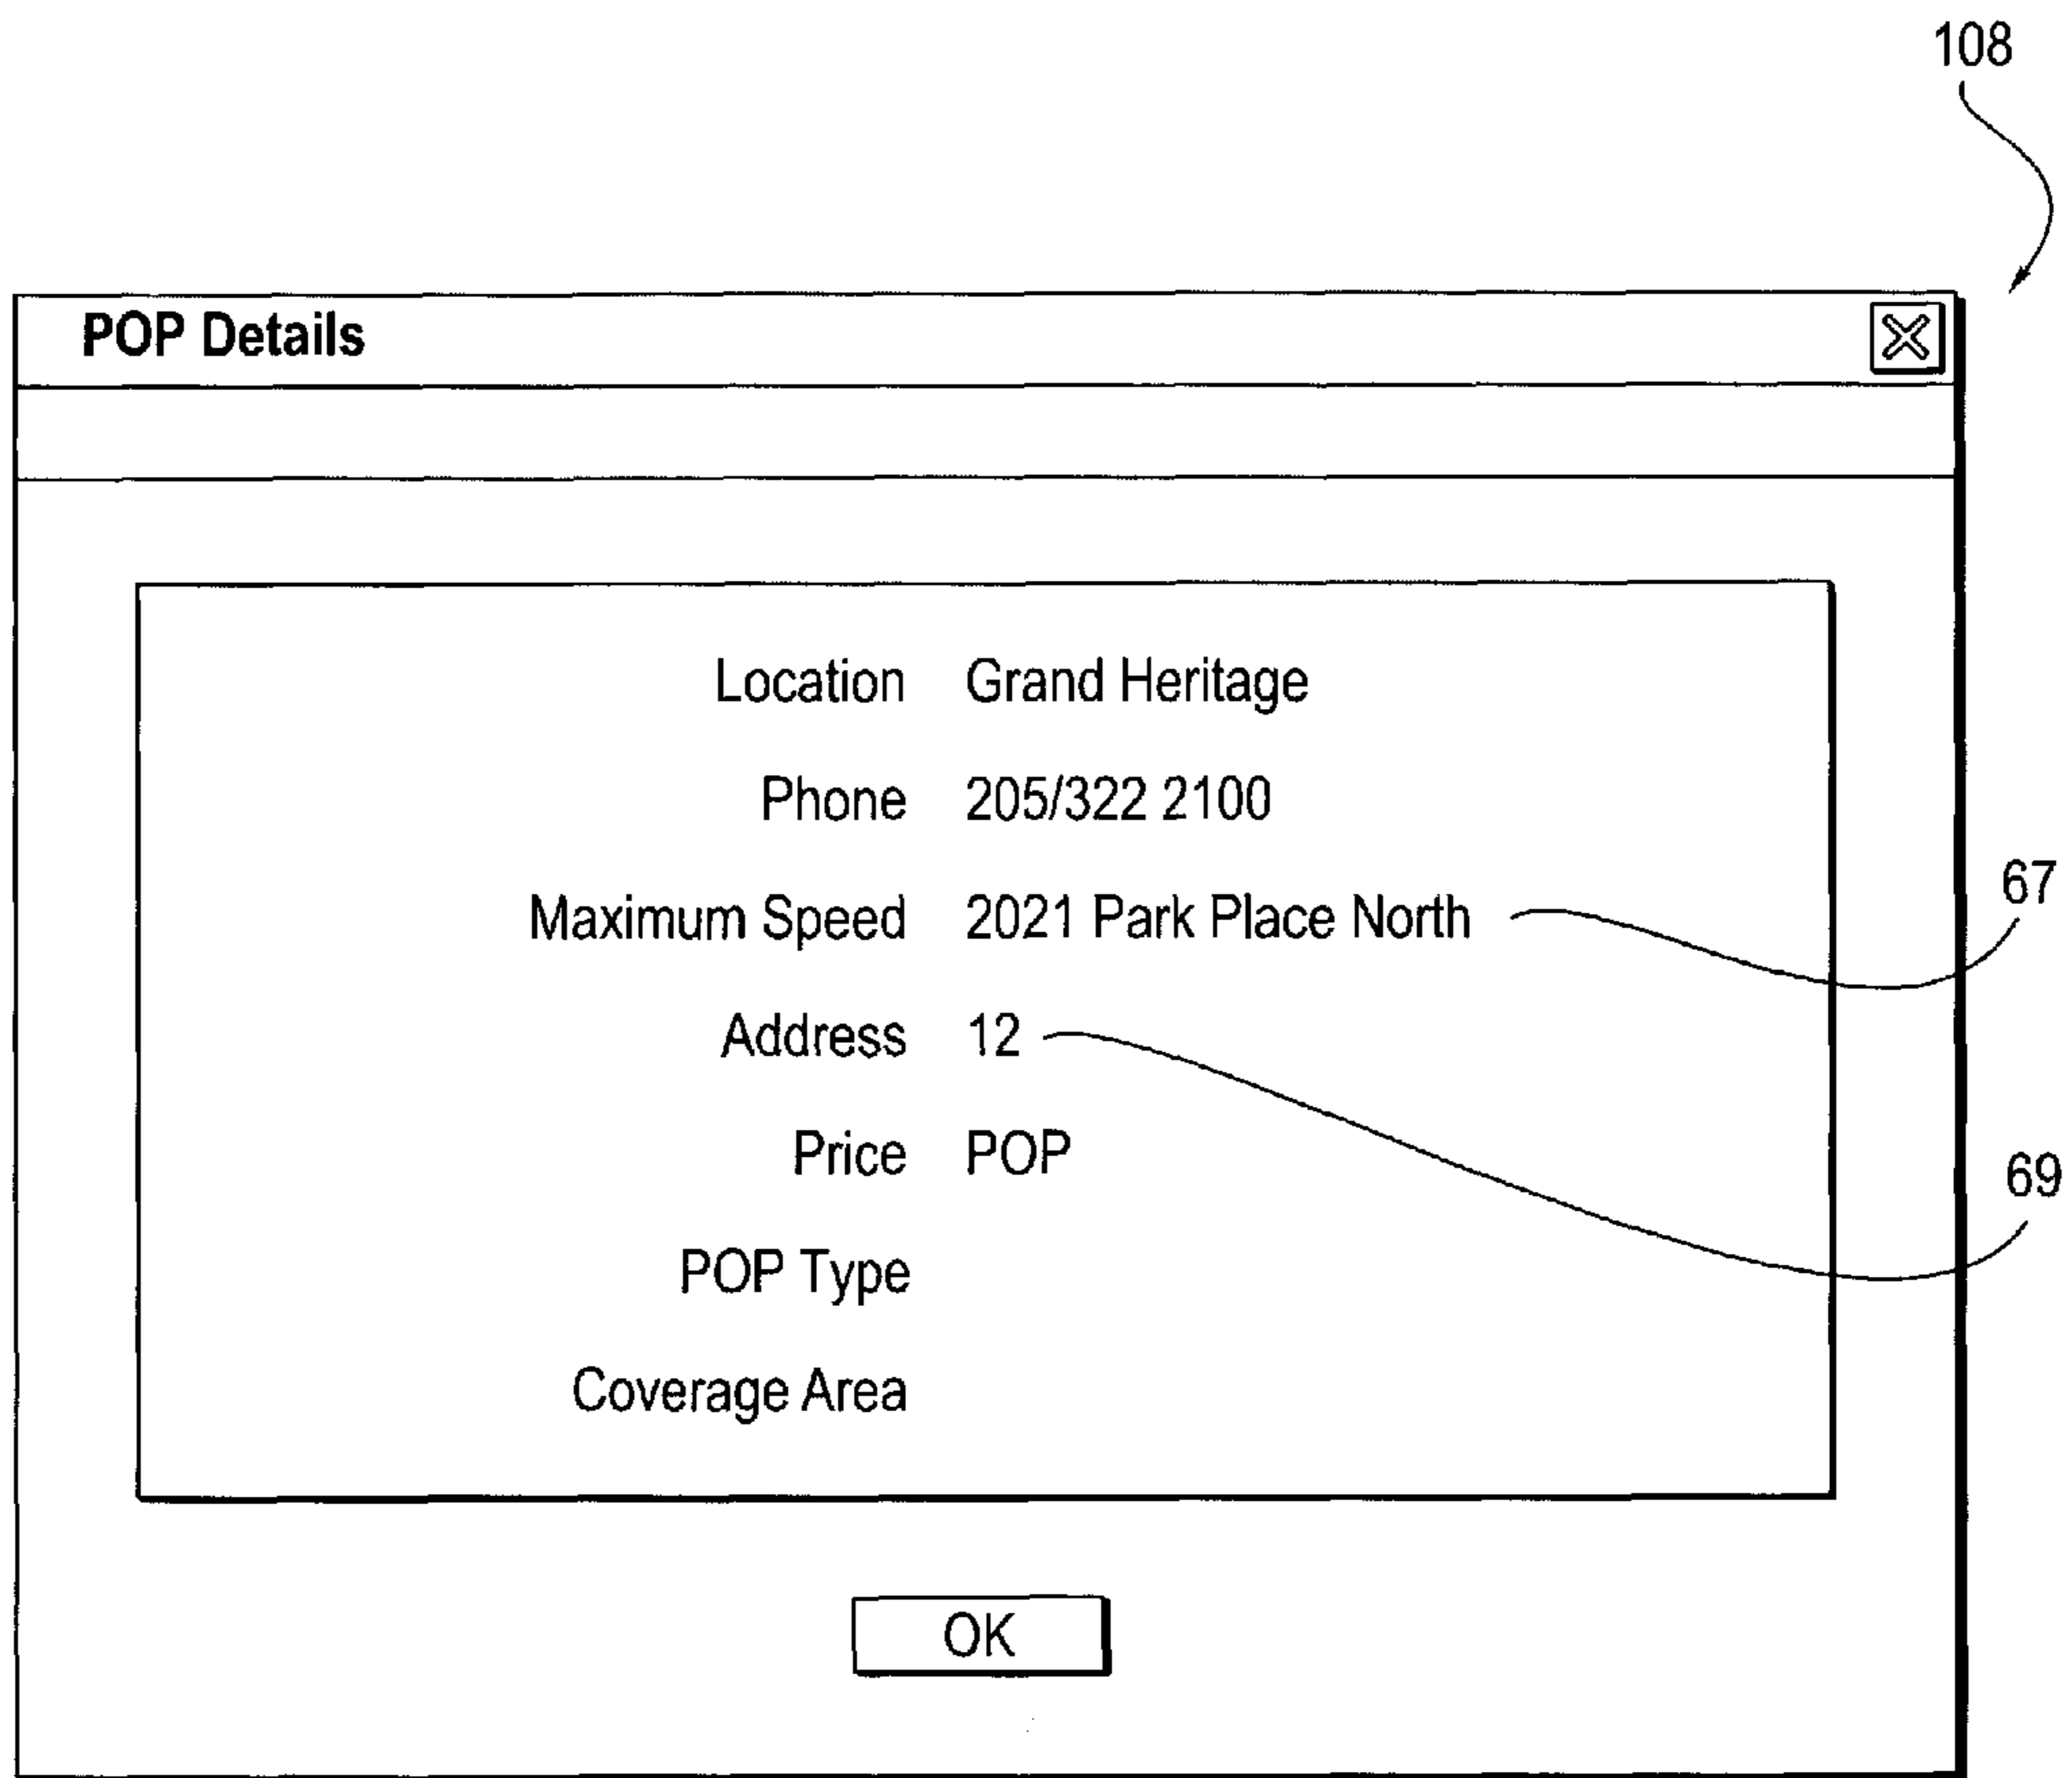 108
POP Details
Location Grand Heritage
Phone 205/322 2100
67
Maximum Speed 2021 Park Place North
Address 12
Price POP
69
POP Type
Coverage Area
OK